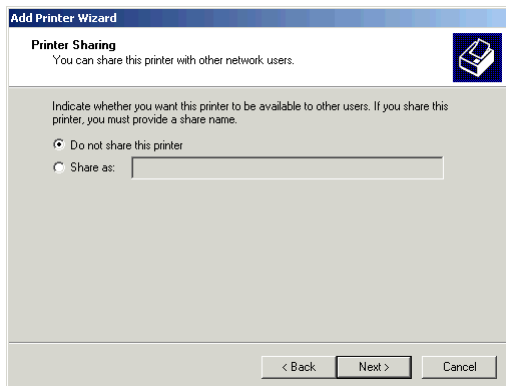 Add Printer Wizard
Printer Sharing
You can share this printer with other network users.
Indicate whether you want this printer to be available to other users. If you share this
printer, you must provide a share name.
Do not share this printer
Share as:
< Back Next > Cancel